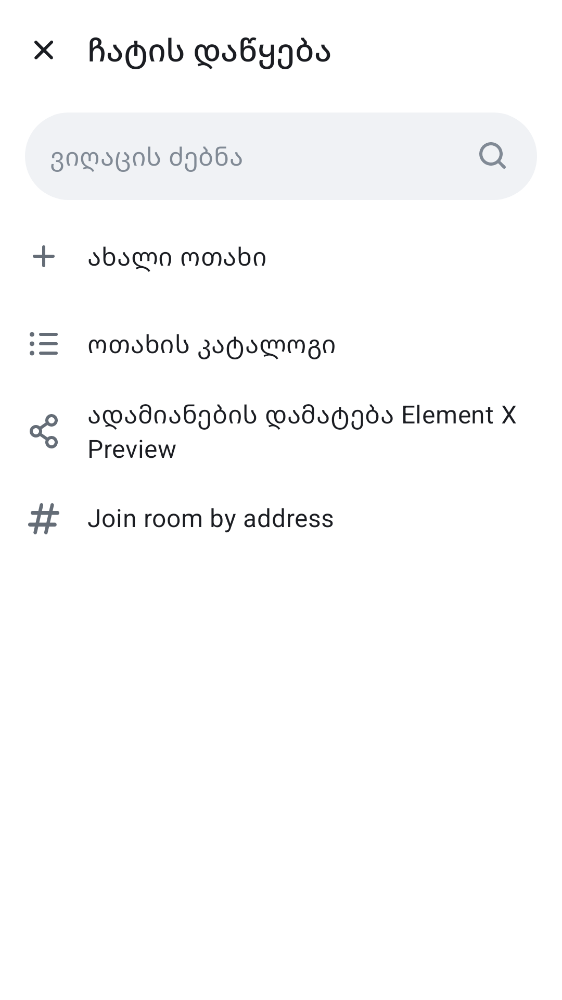 ჩატის დაწყება
ვიღაცის ძებნა
ახალი ოთახი
ოთახის კატალოგი
ადამიანების დამატება Element X
Preview
Join room by address